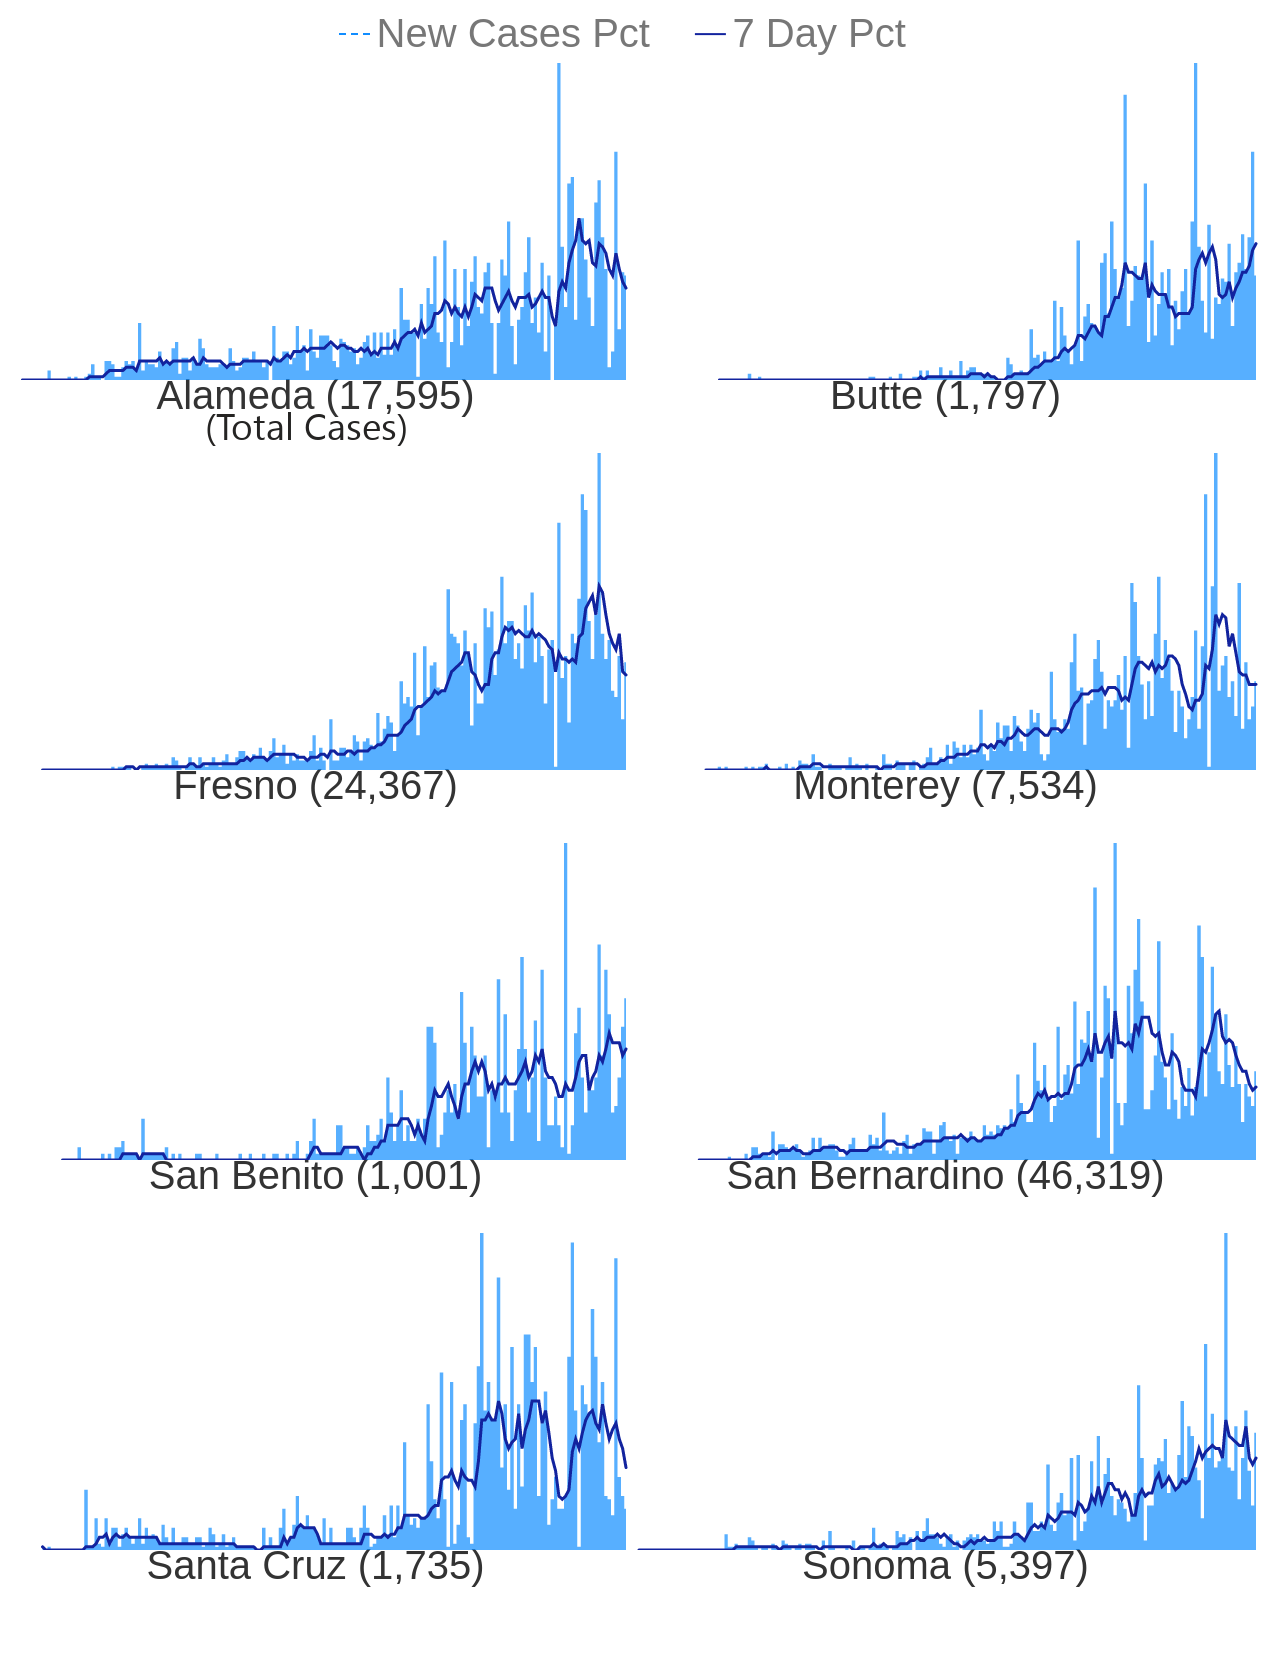 New Cases Pct 7 Day Pct
Alameda (17,595) Butte (1,797)
(Total Cases)
Fresno (24,367) Monterey (7,534)
San Benito (1,001) San Bernardino (46,319)
Santa Cruz (1,735) Sonoma (5,397)